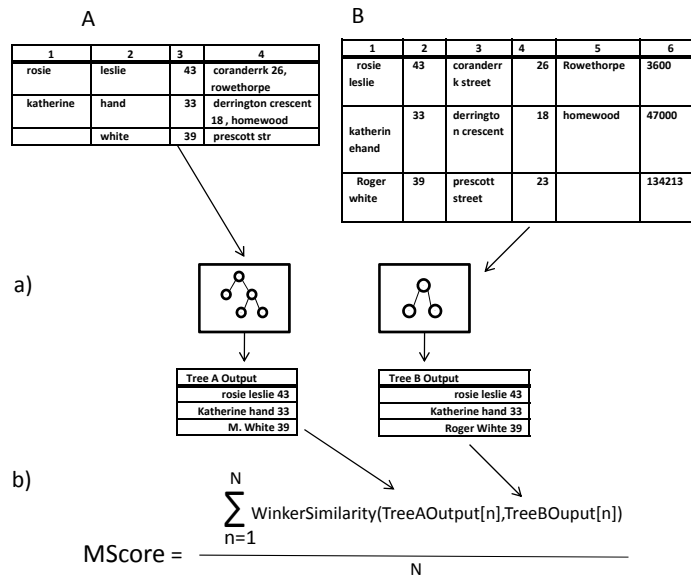 A
B
1 2 3 4
rosie leslie 43 coranderrk 26,
rowethorpe
katherine hand 33 derrington crescent
18 , homewood
white 39 prescott str
1 2 3 4 5 6
rosie 43 coranderr 26 Rowethorpe 3600
leslie k street
33 derringto 18 homewood 47000
katherin n crescent
ehand
Roger 39 prescott 23 134213
white street
a)
Tree A Output
rosie leslie 43
Katherine hand 33
M. White 39
Tree B Output
rosie leslie 43
Katherine hand 33
Roger Wihte 39
b)
N
∑ WinkerSimilarity(TreeAOutput[n],TreeBOuput[n])
n=1
MScore =
N